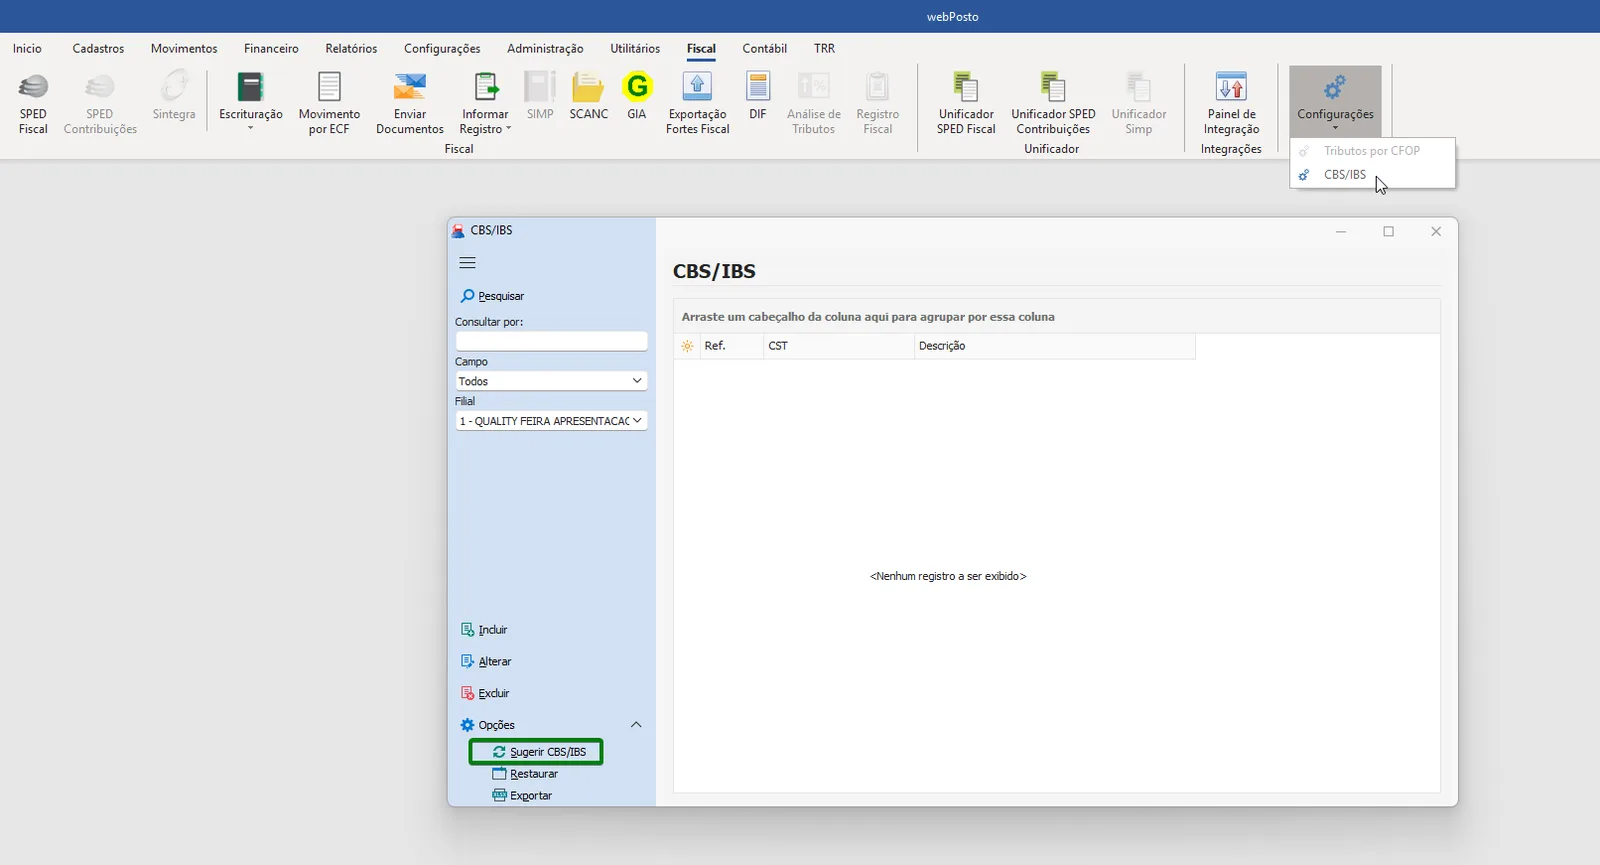 webPosto
Inicio Cadastros Movimentos Financeiro Relatórios Configurações Administração Utilitários Fiscal Contábil TRR
SPED Fiscal
SPED Contribuições
Sintegra
Escrituração
Movimento por ECF
Enviar Documentos
Informar Registro
SIMP
SCANC
G
GIA
Exportação Fortes Fiscal
DIF
Análise de Tributos
Registro Fiscal
Fiscal
Unificador SPED Fiscal
Unificador SPED Contribuições
Unificador Simp
Unificador
Painel de Integração
Integrações
Configurações
Tributos por CFOP
CBS/IBS
CBS/IBS
Pesquisar
Consultar por:
Campo
Todos
Filial
1 - QUALITY FEIRA APRESENTACAC
Incluir
Alterar
Excluir
Opções
Sugerir CBS/IBS
Restaurar
Exportar
CBS/IBS
Arraste um cabeçalho da coluna aqui para agrupar por essa coluna
Ref. CST Descrição
<Nenhum registro a ser exibido>